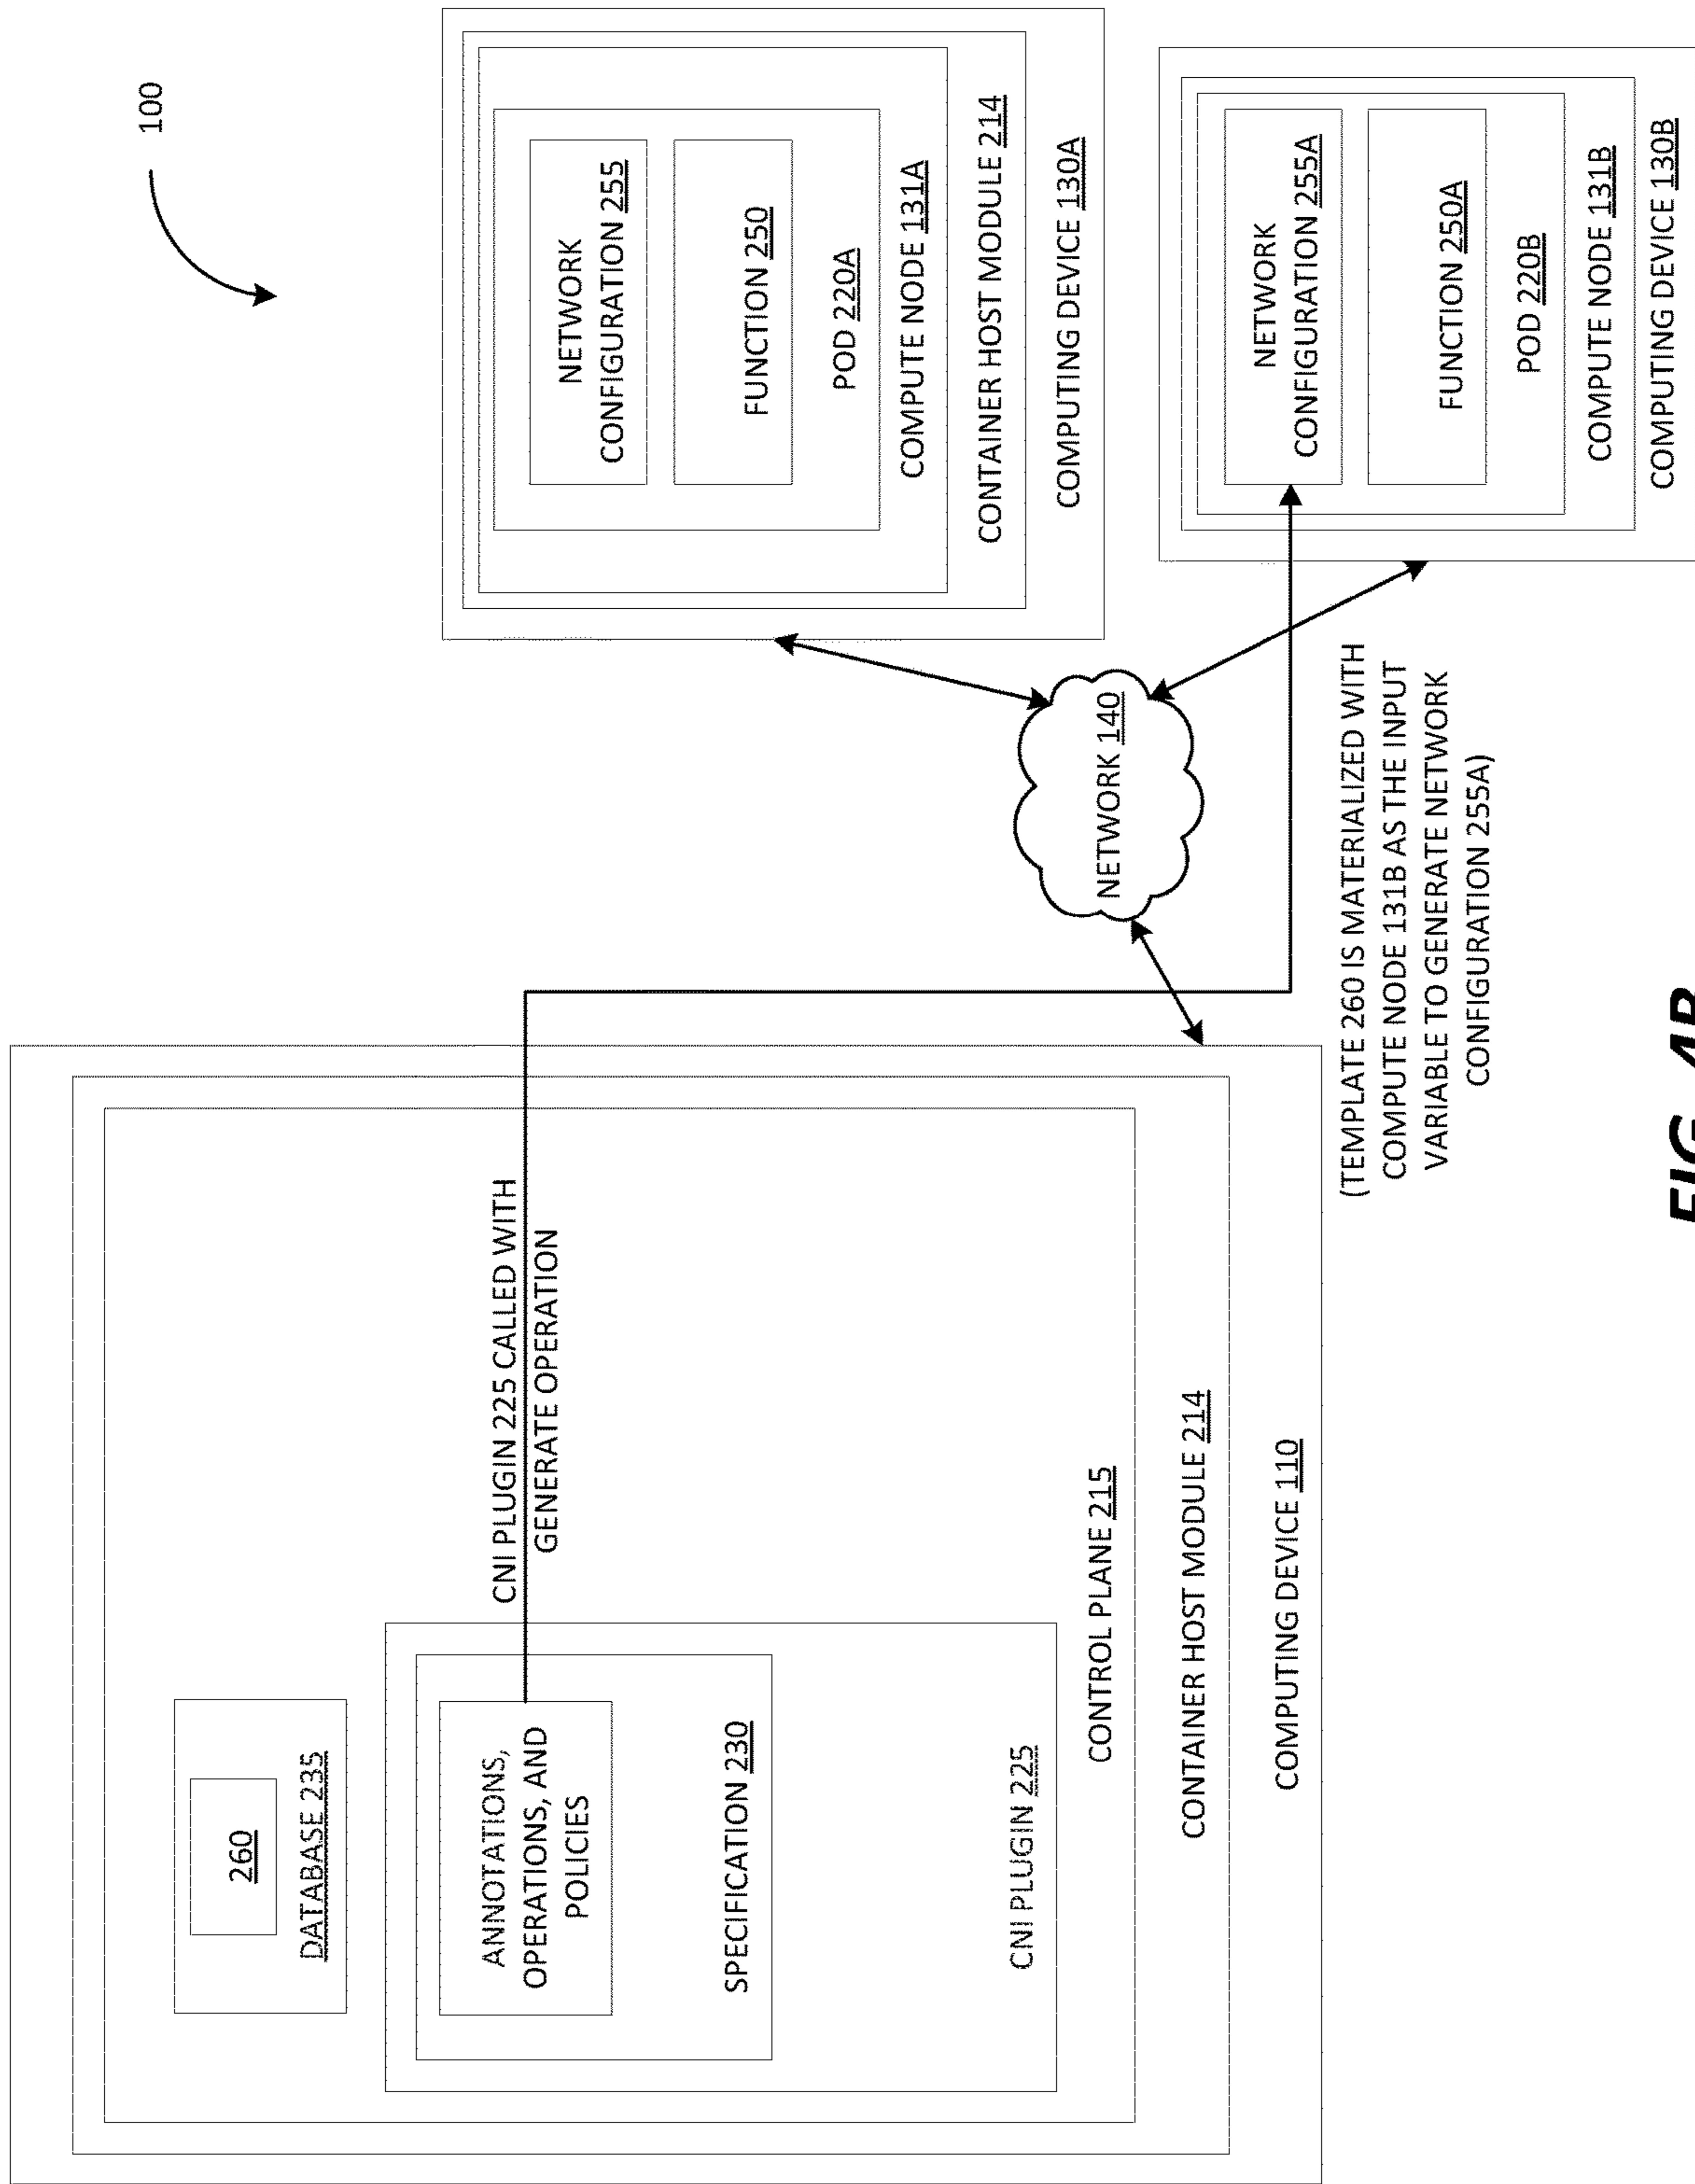 100
260
DATABASE 235
ANNOTATIONS,
OPERATIONS, AND
POLICIES
SPECIFICATION 230
CNI PLUGIN 225
CNI PLUGIN 225 CALLED WITH
GENERATE OPERATION
CONTROL PLANE 215
CONTAINER HOST MODULE 214
COMPUTING DEVICE 110
NETWORK 140
NETWORK
CONFIGURATION 255
FUNCTION 250
POD 220A
COMPUTE NODE 131A
CONTAINER HOST MODULE 214
COMPUTING DEVICE 130A
NETWORK
CONFIGURATION 255A
FUNCTION 250A
POD 220B
COMPUTE NODE 131B
COMPUTING DEVICE 130B
(TEMPLATE 260 IS MATERIALIZED WITH
COMPUTE NODE 131B AS THE INPUT
VARIABLE TO GENERATE NETWORK
CONFIGURATION 255A)
FIG. 4B